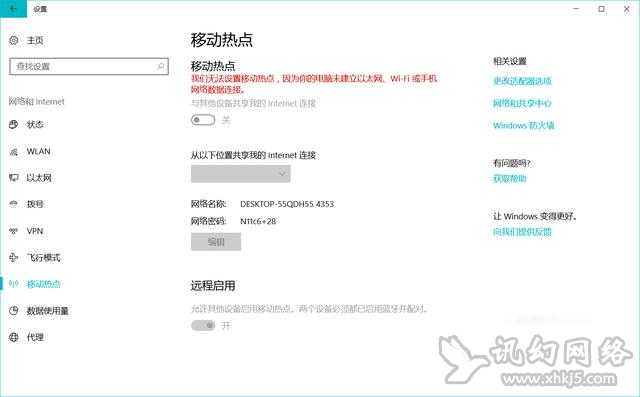 设置
主页
查找设置
网络和 Internet
状态
WLAN
以太网
拨号
VPN
飞行模式
移动热点
数据使用量
代理
移动热点
移动热点
我们无法设置移动热点，因为你的电脑未建立以太网、Wi-Fi 或手机
网络数据连接。
与其他设备共享我的 Internet 连接
关
从以下位置共享我的 Internet 连接
网络名称: DESKTOP-55QDH55 4353
网络密码: N11c6+28
编辑
远程启用
允许其他设备启用移动热点。两个设备必须都已启用蓝牙并配对。
开
相关设置
更改适配器选项
网络和共享中心
Windows 防火墙
有问题吗?
获取帮助
让 Windows 变得更好。
向我们提供反馈
讯幻网络
www.xhkj5.com